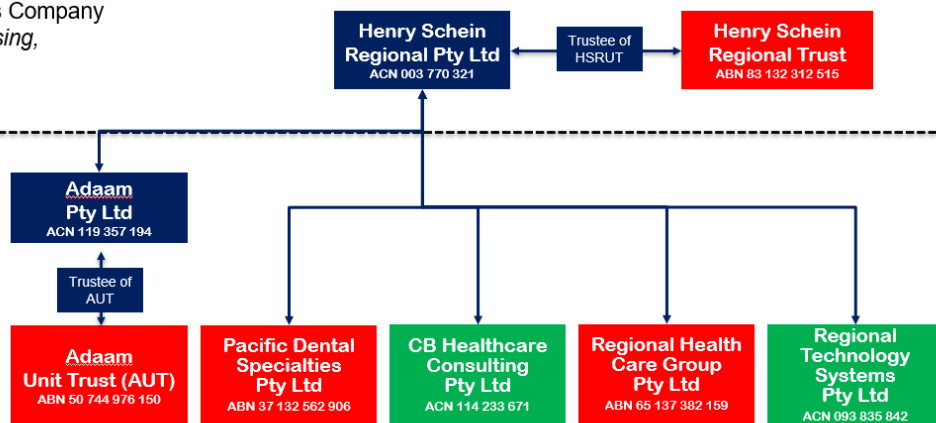 s Company
sing,
Henry Schein
Regional Pty Ltd
ACN 003 770 321
Trustee of
HSRUT
Henry Schein
Regional Trust
ABN 83 132 312 515
Adaam
Pty Ltd
ACN 119 357 194
Trustee of
AUT
Adaam
Unit Trust (AUT)
ABN 50 744 976 150
Pacific Dental
Specialties
Pty Ltd
ABN 37 132 562 906
CB Healthcare
Consulting
Pty Ltd
ACN 114 233 671
Regional Health
Care Group
Pty Ltd
ABN 65 137 382 159
Regional
Technology
Systems
Pty Ltd
ACN 093 835 842